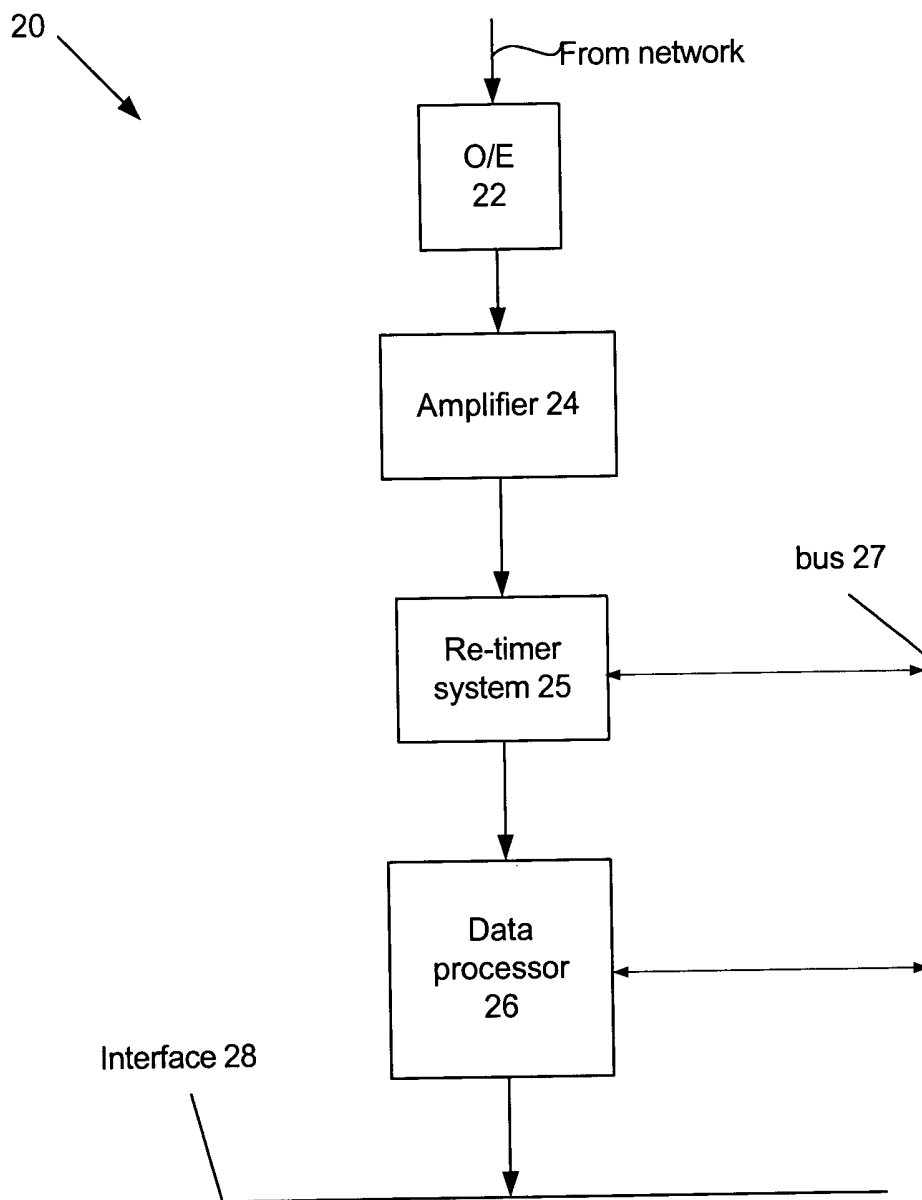 20
From network
O/E
22
Amplifier 24
bus 27
Re-timer
system 25
Data
processor
26
Interface 28